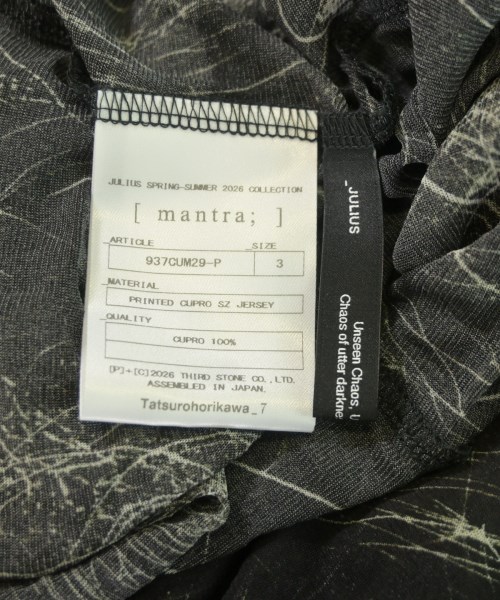 JULIUS SPRING-SUMMER 2026 COLLECTION
[ mantra; ]
_ARTICLE _SIZE
937CUM29-P 3
_MATERIAL
PRINTED CUPRO SZ JERSEY
_QUALITY
CUPRO 100%
[P]+[C]2026 THIRD STONE CO.,LTD.
ASSEMBLED IN JAPAN.
Tatsurohorikawa_7
_JULIUS
Unseen Chaos, U
Chaos of utter darkne